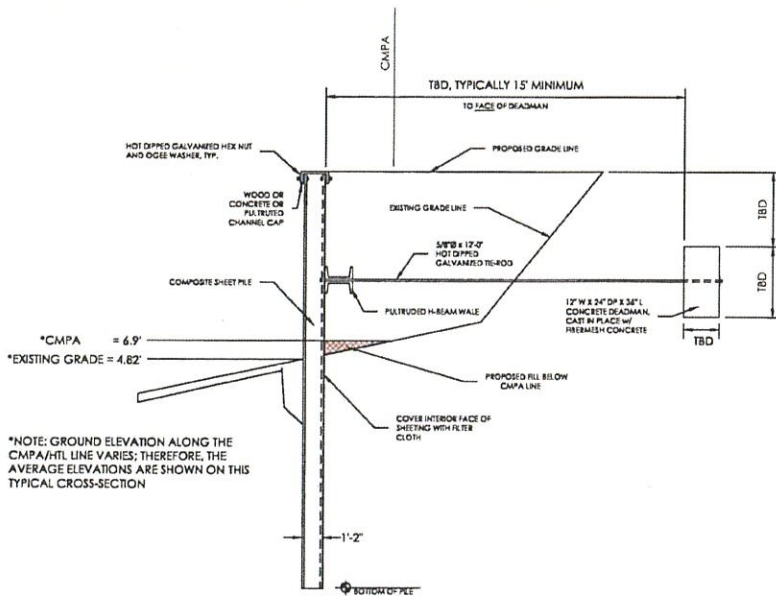 CMPA
TBD, TYPICALLY 15' MINIMUM
TO FACE OF DEADMAN
HOT DIPPED GALVANIZED HEX NUT
AND OGEE WASHER, TYP.
PROPOSED GRADE LINE
WOOD OR
CONCRETE OR
PULTRUTED
CHANNEL CAP
EXISTING GRADE LINE
TBD
5/8"Ø x 12'-0"
HOT DIPPED
GALVANIZED TIE-ROD
COMPOSITE SHEET PILE
TBD
PULTRUDED H-BEAM WALE
12" W X 24" DP X 36" L
CONCRETE DEADMAN,
CAST IN PLACE W/
FIBERMESH CONCRETE
TBD
*CMPA = 6.9'
*EXISTING GRADE = 4.82'
PROPOSED FILL BELOW
CMPA LINE
COVER INTERIOR FACE OF
SHEETING WITH FILTER
CLOTH
*NOTE: GROUND ELEVATION ALONG THE
CMPA/HTL LINE VARIES; THEREFORE, THE
AVERAGE ELEVATIONS ARE SHOWN ON THIS
TYPICAL CROSS-SECTION
1'-2"
BOTTOM OF PILE